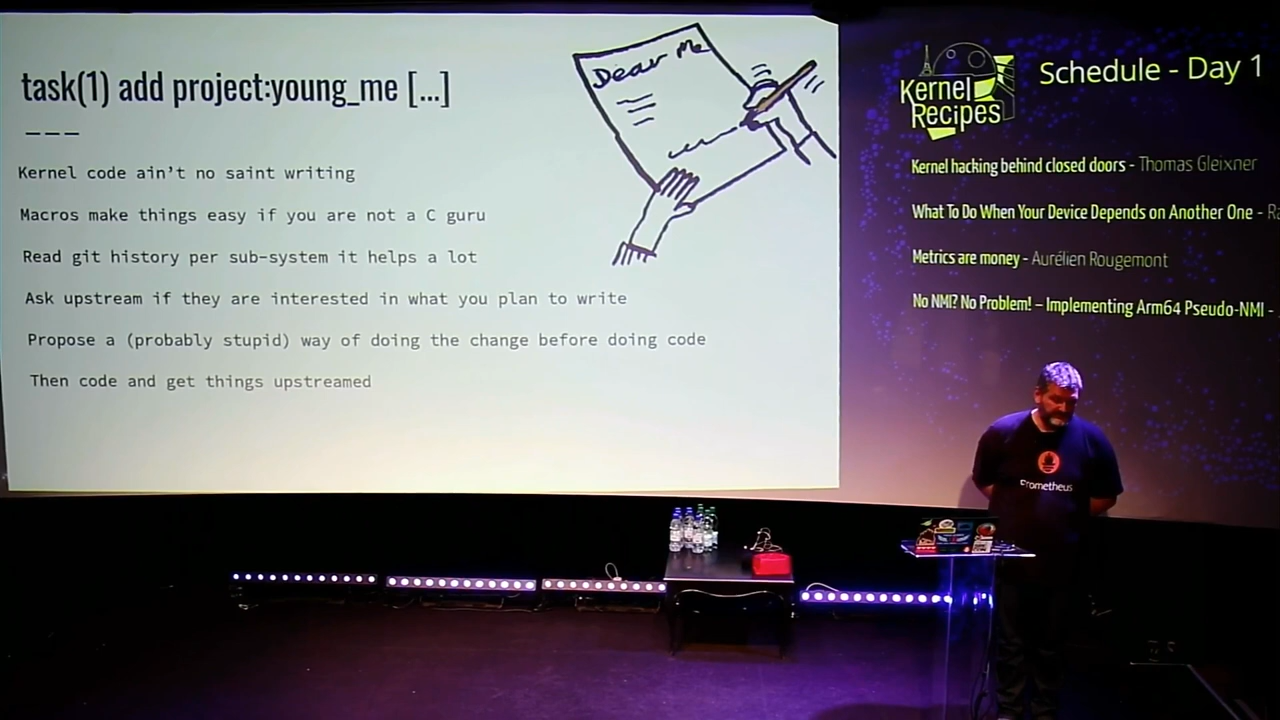 task(1) add project:young_me [...]
Dear Me
Kernel code ain't no saint writing
Macros make things easy if you are not a C guru
Read git history per sub-system it helps a lot
Ask upstream if they are interested in what you plan to write
Propose a (probably stupid) way of doing the change before doing code
Then code and get things upstreamed
Kernel
Recipes
Schedule - Day 1
Kernel hacking behind closed doors - Thomas Gleixner
What To Do When Your Device Depends on Another One -
Metrics are money - Aurélien Rougemont
No NMI? No Problem! – Implementing Arm64 Pseudo-NMI -
Prometheus